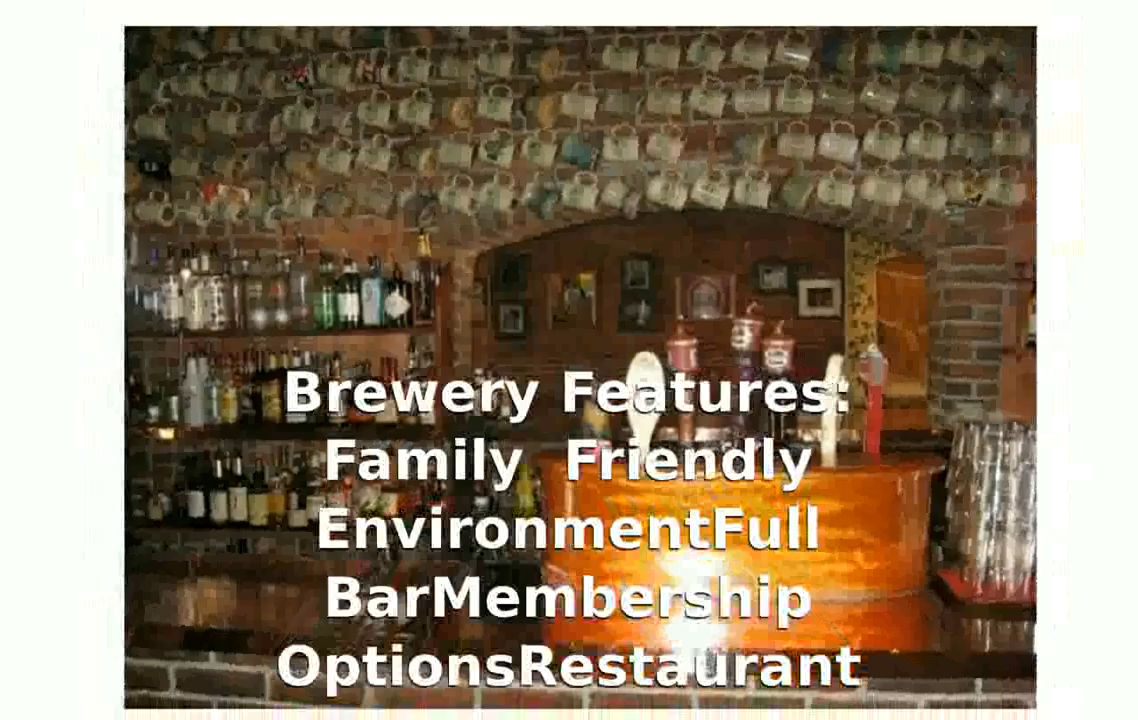 Brewery Features:
Family Friendly
EnvironmentFull
BarMembership
OptionsRestaurant